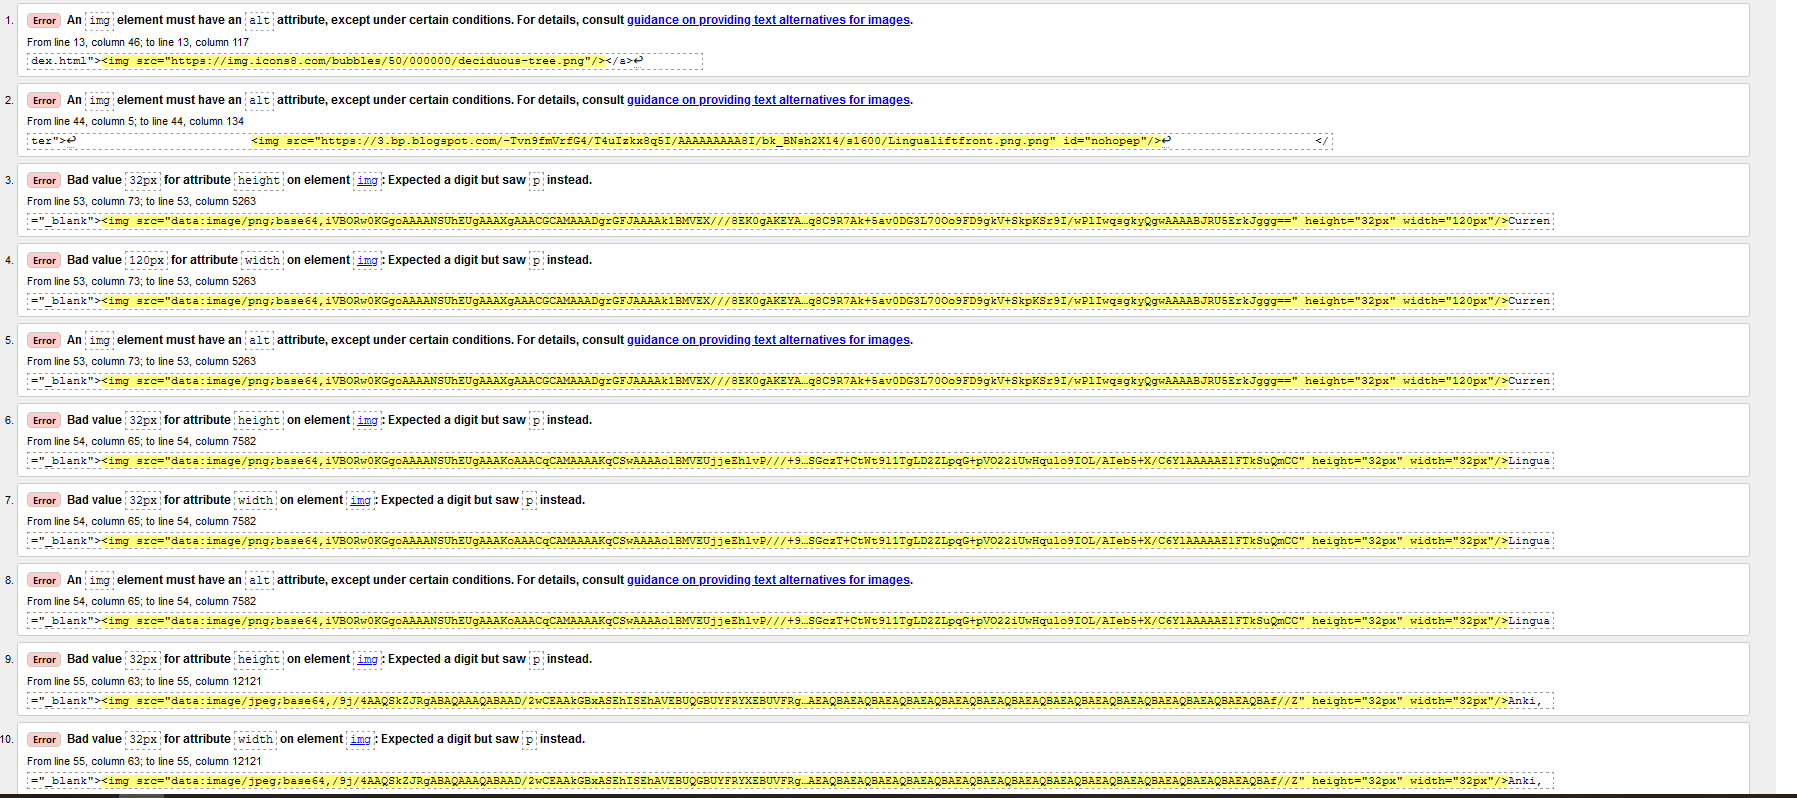 1. Error An img element must have an alt attribute, except under certain conditions. For details, consult guidance on providing text alternatives for images.
From line 13, column 46; to line 13, column 117
dex.html"><img src="https://img.icons8.com/bubbles/50/000000/deciduous-tree.png"/></a>↩
2. Error An img element must have an alt attribute, except under certain conditions. For details, consult guidance on providing text alternatives for images.
From line 44, column 5; to line 44, column 134
ter">↩ <img src="https://3.bp.blogspot.com/-Tvn9fmVrfG4/T4uIzkx8q5I/AAAAAAAAA8I/bk_BNsh2X14/s1600/Lingualiftfront.png.png" id="nohopep"/>↩ </
3. Error Bad value 32px for attribute height on element img: Expected a digit but saw p instead.
From line 53, column 73; to line 53, column 5263
="_blank"><img src="data:image/png;base64,iVBORw0KGgoAAAANSUhEUgAAAXgAAACGCAMAAADgrGFJAAAAk1BMVEX///8EK0gAKEYA…q8C9R7Ak+5av0DG3L70Oo9FD9gkV+SkpKSr9I/wPlIwqsgkyQgwAAAABJRU5ErkJggg==" height="32px" width="120px"/>Curren
4. Error Bad value 120px for attribute width on element img: Expected a digit but saw p instead.
From line 53, column 73; to line 53, column 5263
="_blank"><img src="data:image/png;base64,iVBORw0KGgoAAAANSUhEUgAAAXgAAACGCAMAAADgrGFJAAAAk1BMVEX///8EK0gAKEYA…q8C9R7Ak+5av0DG3L70Oo9FD9gkV+SkpKSr9I/wPlIwqsgkyQgwAAAABJRU5ErkJggg==" height="32px" width="120px"/>Curren
5. Error An img element must have an alt attribute, except under certain conditions. For details, consult guidance on providing text alternatives for images.
From line 53, column 73; to line 53, column 5263
="_blank"><img src="data:image/png;base64,iVBORw0KGgoAAAANSUhEUgAAAXgAAACGCAMAAADgrGFJAAAAk1BMVEX///8EK0gAKEYA…q8C9R7Ak+5av0DG3L70Oo9FD9gkV+SkpKSr9I/wPlIwqsgkyQgwAAAABJRU5ErkJggg==" height="32px" width="120px"/>Curren
6. Error Bad value 32px for attribute height on element img: Expected a digit but saw p instead.
From line 54, column 65; to line 54, column 7582
="_blank"><img src="data:image/png;base64,iVBORw0KGgoAAAANSUhEUgAAAKoAAACqCAMAAAAKqCSwAAAAolBMVEUjjeEhlvP///+9…SGczT+CtWt9l1TgLD2ZLpqG+pVO22iUwHqulo9IOL/AIeb5+X/C6YlAAAAAElFTkSuQmCC" height="32px" width="32px"/>Lingua
7. Error Bad value 32px for attribute width on element img: Expected a digit but saw p instead.
From line 54, column 65; to line 54, column 7582
="_blank"><img src="data:image/png;base64,iVBORw0KGgoAAAANSUhEUgAAAKoAAACqCAMAAAAKqCSwAAAAolBMVEUjjeEhlvP///+9…SGczT+CtWt9l1TgLD2ZLpqG+pVO22iUwHqulo9IOL/AIeb5+X/C6YlAAAAAElFTkSuQmCC" height="32px" width="32px"/>Lingua
8. Error An img element must have an alt attribute, except under certain conditions. For details, consult guidance on providing text alternatives for images.
From line 54, column 65; to line 54, column 7582
="_blank"><img src="data:image/png;base64,iVBORw0KGgoAAAANSUhEUgAAAKoAAACqCAMAAAAKqCSwAAAAolBMVEUjjeEhlvP///+9…SGczT+CtWt9l1TgLD2ZLpqG+pVO22iUwHqulo9IOL/AIeb5+X/C6YlAAAAAElFTkSuQmCC" height="32px" width="32px"/>Lingua
9. Error Bad value 32px for attribute height on element img: Expected a digit but saw p instead.
From line 55, column 63; to line 55, column 12121
="_blank"><img src="data:image/jpeg;base64,/9j/4AAQSkZJRgABAQAAAQABAAD/2wCEAAkGBxASEhISEhAVEBUQGBUYFRYXEBUVFRg…AEAQBAEAQBAEAQBAEAQBAEAQBAEAQBAEAQBAEAQBAEAQBAEAQBAEAQBAEAQBAEAQBAf//Z" height="32px" width="32px"/>Anki,
10. Error Bad value 32px for attribute width on element img: Expected a digit but saw p instead.
From line 55, column 63; to line 55, column 12121
="_blank"><img src="data:image/jpeg;base64,/9j/4AAQSkZJRgABAQAAAQABAAD/2wCEAAkGBxASEhISEhAVEBUQGBUYFRYXEBUVFRg…AEAQBAEAQBAEAQBAEAQBAEAQBAEAQBAEAQBAEAQBAEAQBAEAQBAEAQBAEAQBAEAQBAf//Z" height="32px" width="32px"/>Anki,